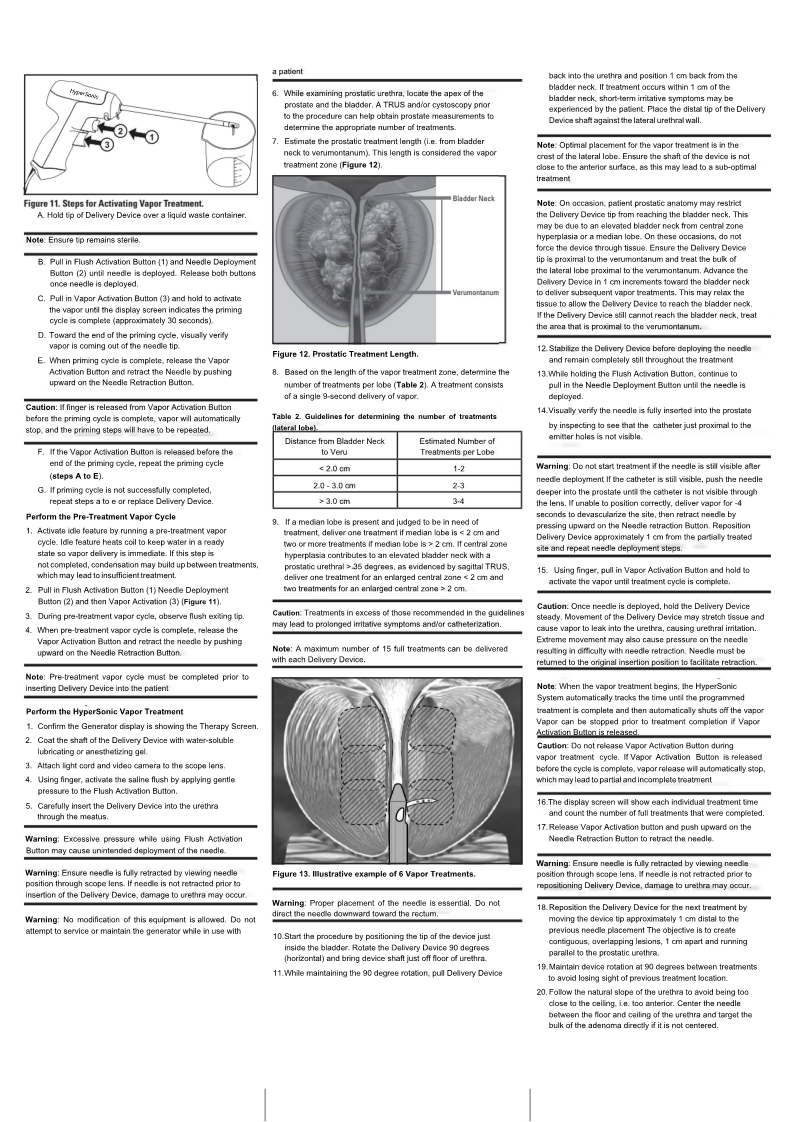 HyperSonic
2
1
3
Figure 11. Steps for Activating Vapor Treatment.
A. Hold tip of Delivery Device over a liquid waste container.
Note: Ensure tip remains sterile.
B. Pull in Flush Activation Button (1) and Needle Deployment
Button (2) until needle is deployed. Release both buttons
once needle is deployed.
C. Pull in Vapor Activation Button (3) and hold to activate
the vapor until the display screen indicates the priming
cycle is complete (approximately 30 seconds).
D. Toward the end of the priming cycle, visually verify
vapor is coming out of the needle tip.
E. When priming cycle is complete, release the Vapor
Activation Button and retract the Needle by pushing
upward on the Needle Retraction Button.
Caution: If finger is released from Vapor Activation Button
before the priming cycle is complete, vapor will automatically
stop, and the priming steps will have to be repeated.
F. If the Vapor Activation Button is released before the
end of the priming cycle, repeat the priming cycle
(steps A to E).
G. If priming cycle is not successfully completed,
repeat steps a to e or replace Delivery Device.
Perform the Pre-Treatment Vapor Cycle
1. Activate idle feature by running a pre-treatment vapor
cycle. Idle feature heats coil to keep water in a ready
state so vapor delivery is immediate. If this step is
not completed, condensation may build up between treatments,
which may lead to insufficient treatment.
2. Pull in Flush Activation Button (1) Needle Deployment
Button (2) and then Vapor Activation (3) (Figure 11).
3. During pre-treatment vapor cycle, observe flush exiting tip.
4. When pre-treatment vapor cycle is complete, release the
Vapor Activation Button and retract the needle by pushing
upward on the Needle Retraction Button.
Note: Pre-treatment vapor cycle must be completed prior to
inserting Delivery Device into the patient
Perform the HyperSonic Vapor Treatment
1. Confirm the Generator display is showing the Therapy Screen.
2. Coat the shaft of the Delivery Device with water-soluble
lubricating or anesthetizing gel.
3. Attach light cord and video camera to the scope lens.
4. Using finger, activate the saline flush by applying gentle
pressure to the Flush Activation Button.
5. Carefully insert the Delivery Device into the urethra
through the meatus.
Warning: Excessive pressure while using Flush Activation
Button may cause unintended deployment of the needle.
Warning: Ensure needle is fully retracted by viewing needle
position through scope lens. If needle is not retracted prior to
insertion of the Delivery Device, damage to urethra may occur.
Warning: No modification of this equipment is allowed. Do not
attempt to service or maintain the generator while in use with
a patient
6. While examining prostatic urethra, locate the apex of the
prostate and the bladder. A TRUS and/or cystoscopy prior
to the procedure can help obtain prostate measurements to
determine the appropriate number of treatments.
7. Estimate the prostatic treatment length (i.e. from bladder
neck to verumontanum). This length is considered the vapor
treatment zone (Figure 12).
Bladder Neck
Verumontanum
Figure 12. Prostatic Treatment Length.
8. Based on the length of the vapor treatment zone, determine the
number of treatments per lobe (Table 2). A treatment consists
of a single 9-second delivery of vapor.
Table 2. Guidelines for determining the number of treatments
(lateral lobe).
Distance from Bladder Neck Estimated Number of
to Veru Treatments per Lobe
< 2.0 cm 1-2
2.0 - 3.0 cm 2-3
> 3.0 cm 3-4
9. If a median lobe is present and judged to be in need of
treatment, deliver one treatment if median lobe is < 2 cm and
two or more treatments if median lobe is > 2 cm. If central zone
hyperplasia contributes to an elevated bladder neck with a
prostatic urethral >35 degrees, as evidenced by sagittal TRUS,
deliver one treatment for an enlarged central zone < 2 cm and
two treatments for an enlarged central zone > 2 cm.
Caution: Treatments in excess of those recommended in the guidelines
may lead to prolonged irritative symptoms and/or catheterization.
Note: A maximum number of 15 full treatments can be delivered
with each Delivery Device.
Figure 13. Illustrative example of 6 Vapor Treatments.
Warning: Proper placement of the needle is essential. Do not
direct the needle downward toward the rectum.
10.Start the procedure by positioning the tip of the device just
inside the bladder. Rotate the Delivery Device 90 degrees
(horizontal) and bring device shaft just off floor of urethra.
11.While maintaining the 90 degree rotation, pull Delivery Device
back into the urethra and position 1 cm back from the
bladder neck. If treatment occurs within 1 cm of the
bladder neck, short-term irritative symptoms may be
experienced by the patient. Place the distal tip of the Delivery
Device shaft against the lateral urethral wall.
Note: Optimal placement for the vapor treatment is in the
crest of the lateral lobe. Ensure the shaft of the device is not
close to the anterior surface, as this may lead to a sub-optimal
treatment
Note: On occasion, patient prostatic anatomy may restrict
the Delivery Device tip from reaching the bladder neck. This
may be due to an elevated bladder neck from central zone
hyperplasia or a median lobe. On these occasions, do not
force the device through tissue. Ensure the Delivery Device
tip is proximal to the verumontanum and treat the bulk of
the lateral lobe proximal to the verumontanum. Advance the
Delivery Device in 1 cm increments toward the bladder neck
to deliver subsequent vapor treatments. This may relax the
tissue to allow the Delivery Device to reach the bladder neck.
If the Delivery Device still cannot reach the bladder neck, treat
the area that is proximal to the verumontanum.
12.Stabilize the Delivery Device before deploying the needle
and remain completely still throughout the treatment
13.While holding the Flush Activation Button, continue to
pull in the Needle Deployment Button until the needle is
deployed.
14.Visually verify the needle is fully inserted into the prostate
by inspecting to see that the catheter just proximal to the
emitter holes is not visible.
Warning: Do not start treatment if the needle is still visible after
needle deployment If the catheter is still visible, push the needle
deeper into the prostate until the catheter is not visible through
the lens. If unable to position correctly, deliver vapor for -4
seconds to devascularize the site, then retract needle by
pressing upward on the Needle retraction Button. Reposition
Delivery Device approximately 1 cm from the partially treated
site and repeat needle deployment steps.
15. Using finger, pull in Vapor Activation Button and hold to
activate the vapor until treatment cycle is complete.
Caution: Once needle is deployed, hold the Delivery Device
steady. Movement of the Delivery Device may stretch tissue and
cause vapor to leak into the urethra, causing urethral irritation.
Extreme movement may also cause pressure on the needle
resulting in difficulty with needle retraction. Needle must be
returned to the original insertion position to facilitate retraction.
Note: When the vapor treatment begins, the HyperSonic
System automatically tracks the time until the programmed
treatment is complete and then automatically shuts off the vapor
Vapor can be stopped prior to treatment completion if Vapor
Activation Button is released.
Caution: Do not release Vapor Activation Button during
vapor treatment cycle. If Vapor Activation Button is released
before the cycle is complete, vapor release will automatically stop,
which may lead to partial and incomplete treatment
16.The display screen will show each individual treatment time
and count the number of full treatments that were completed.
17.Release Vapor Activation button and push upward on the
Needle Retraction Button to retract the needle.
Warning: Ensure needle is fully retracted by viewing needle
position through scope lens. If needle is not retracted prior to
repositioning Delivery Device, damage to urethra may occur.
18.Reposition the Delivery Device for the next treatment by
moving the device tip approximately 1 cm distal to the
previous needle placement The objective is to create
contiguous, overlapping lesions, 1 cm apart and running
parallel to the prostatic urethra.
19.Maintain device rotation at 90 degrees between treatments
to avoid losing sight of previous treatment location.
20. Follow the natural slope of the urethra to avoid being too
close to the ceiling, i.e. too anterior. Center the needle
between the floor and ceiling of the urethra and target the
bulk of the adenoma directly if it is not centered.